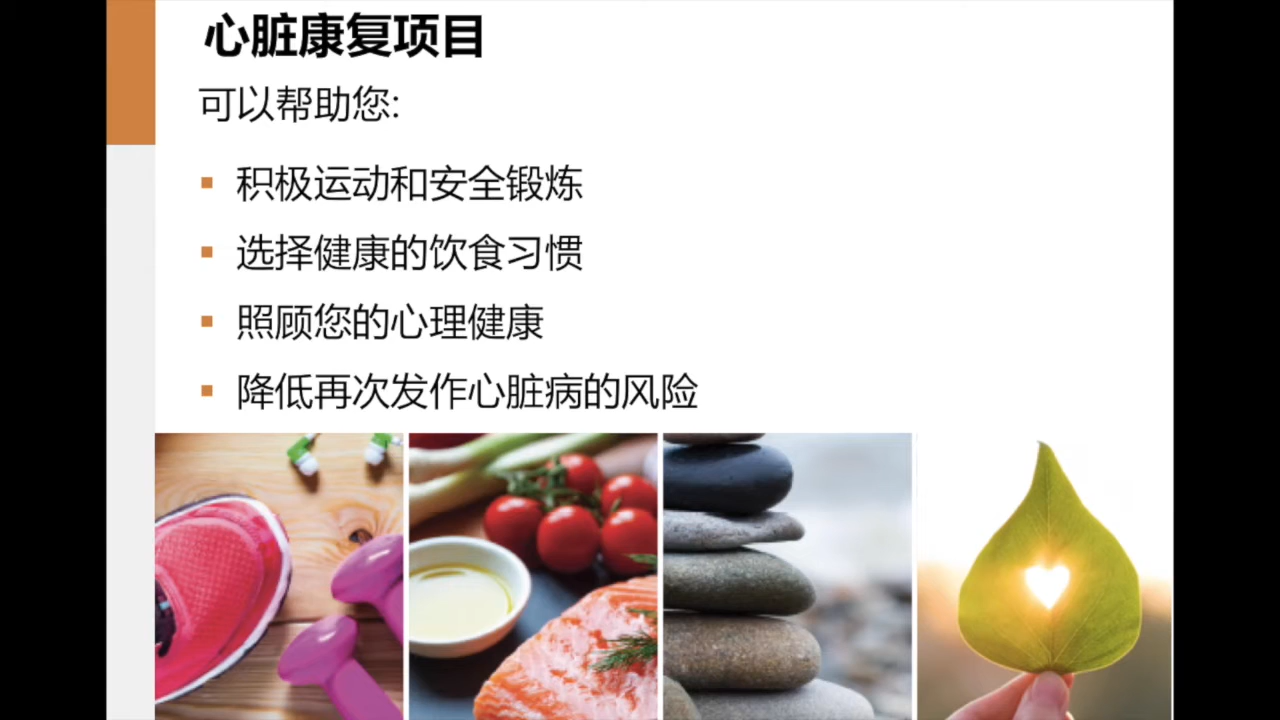 心脏康复项目
可以帮助您:
▪ 积极运动和安全锻炼
▪ 选择健康的饮食习惯
▪ 照顾您的心理健康
▪ 降低再次发作心脏病的风险